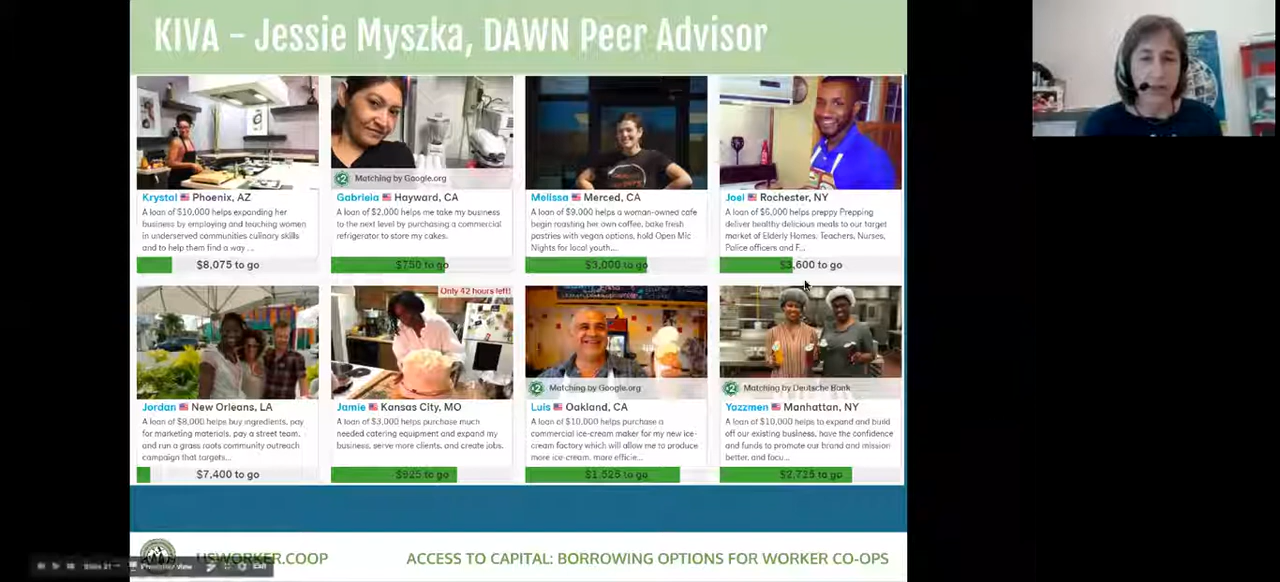 KIVA - Jessie Myszka, DAWN Peer Advisor
Krystal Phoenix, AZ
A loan of $10,000 helps expanding her
business by employing and teaching women
in underserved communities culinary skills
and to help them find a way ...
$8,075 to go
Matching by Google.org
Gabriela Hayward, CA
A loan of $2,000 helps me take my business
to the next level by purchasing a commercial
refrigerator to store my cakes.
$750 to go
Melissa Merced, CA
A loan of $9,000 helps a woman-owned cafe
begin roasting her own coffee, bake fresh
pastries with vegan options, hold Open Mic
Nights for local youth,...
$3,000 to go
Joel Rochester, NY
A loan of $6,000 helps preppy Prepping
deliver healthy delicious meals to our target
market of Elderly Homes, Teachers, Nurses,
Police officers and F...
$3,600 to go
Jordan New Orleans, LA
A loan of $8,000 helps buy ingredients, pay
for marketing materials, pay a street team,
and run a grass roots community outreach
campaign that targets...
$7,400 to go
Only 42 hours left!
Jamie Kansas City, MO
A loan of $3,000 helps purchase much
needed catering equipment and expand my
business, serve more clients, and create jobs.
$925 to go
Matching by Google.org
Luis Oakland, CA
A loan of $10,000 helps purchase a
commercial ice-cream maker for my new ice-
cream factory which will allow me to produce
more ice-cream, more efficie...
$1,525 to go
Matching by Deutsche Bank
Yazzmen Manhattan, NY
A loan of $10,000 helps to expand and build
off our existing business, have the confidence
and funds to promote our brand and mission
better, and focu...
$2,725 to go
USWORKER.COOP
ACCESS TO CAPITAL: BORROWING OPTIONS FOR WORKER CO-OPS
Slide 21
Presenter View
Exit